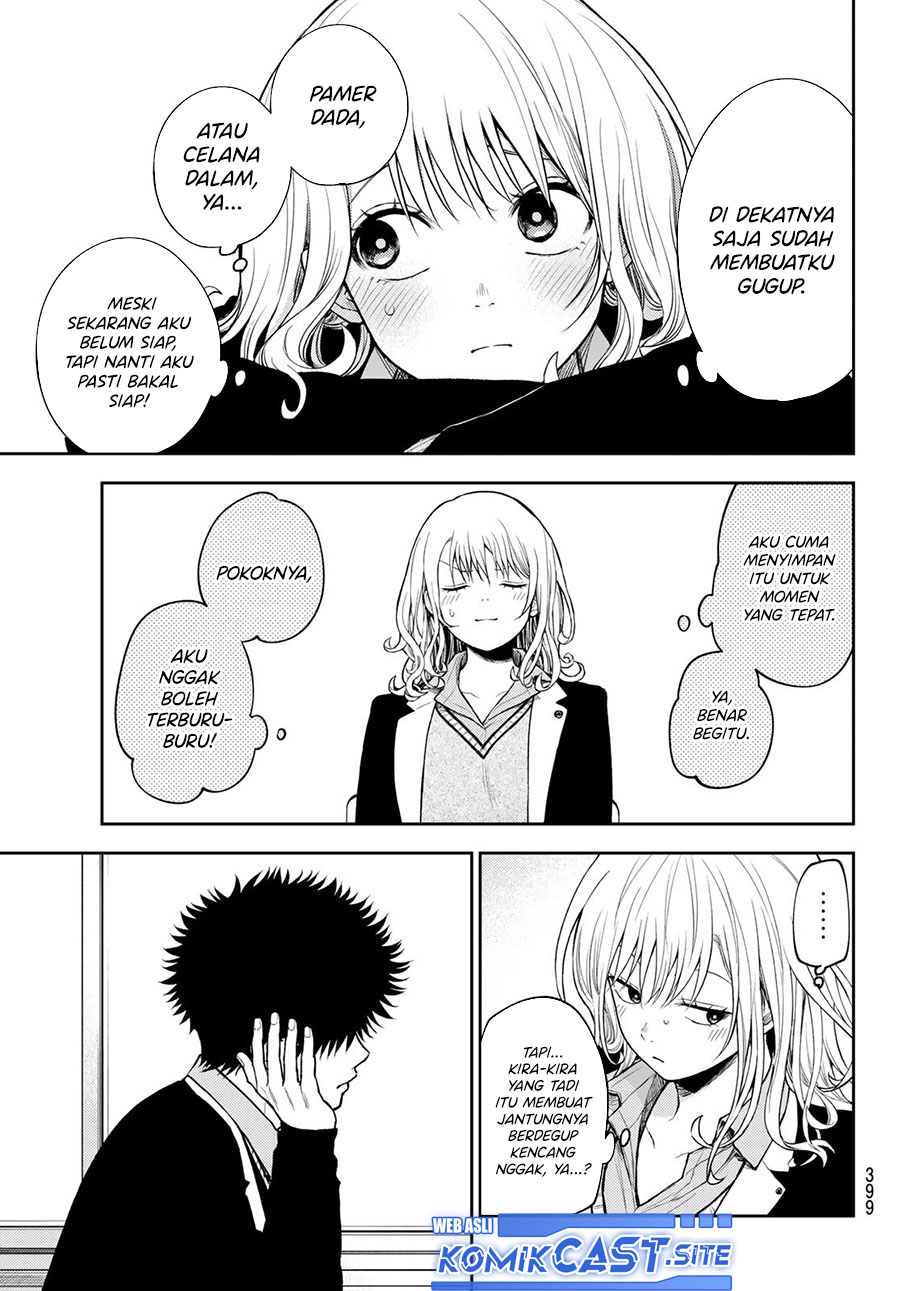 DI DEKATNYA
SAJA SUDAH
MEMBUATKU
GUGUP.
PAMER
DADA,
ATAU
CELANA
DALAM,
YA...
MESKI
SEKARANG AKU
BELUM SIAP,
TAPI NANTI AKU
PASTI BAKAL
SIAP!
AKU CUMA
MENYIMPAN
ITU UNTUK
MOMEN
YANG TEPAT.
YA,
BENAR
BEGITU.
POKOKNYA,
AKU
NGGAK
BOLEH
TERBURU-
BURU!
......
TAPI...
KIRA-KIRA
YANG TADI
ITU MEMBUAT
JANTUNGNYA
BERDEGUP
KENCANG
NGGAK, YA...?
399
WEB ASLI
KOMIKCAST.SITE